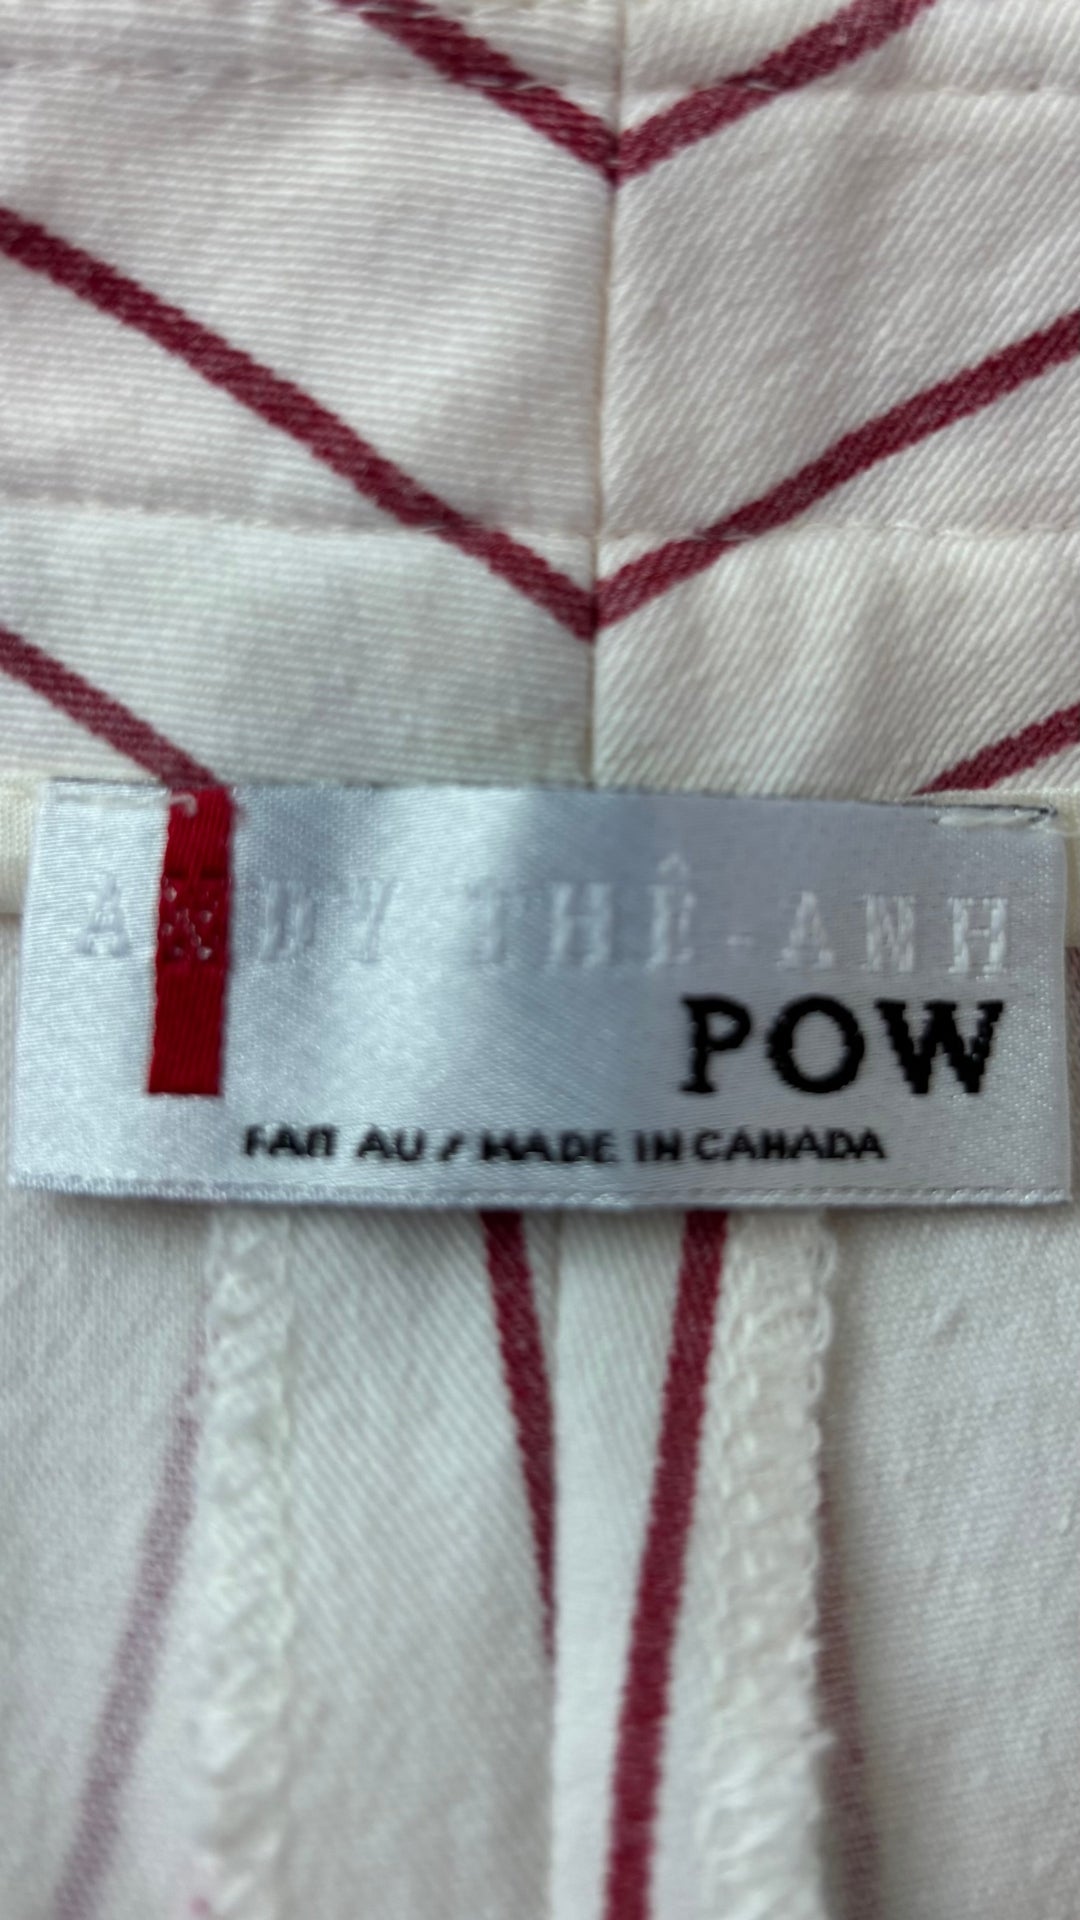 ANDY THÊ-ANH
POW
FAIT AU / MADE IN CANADA